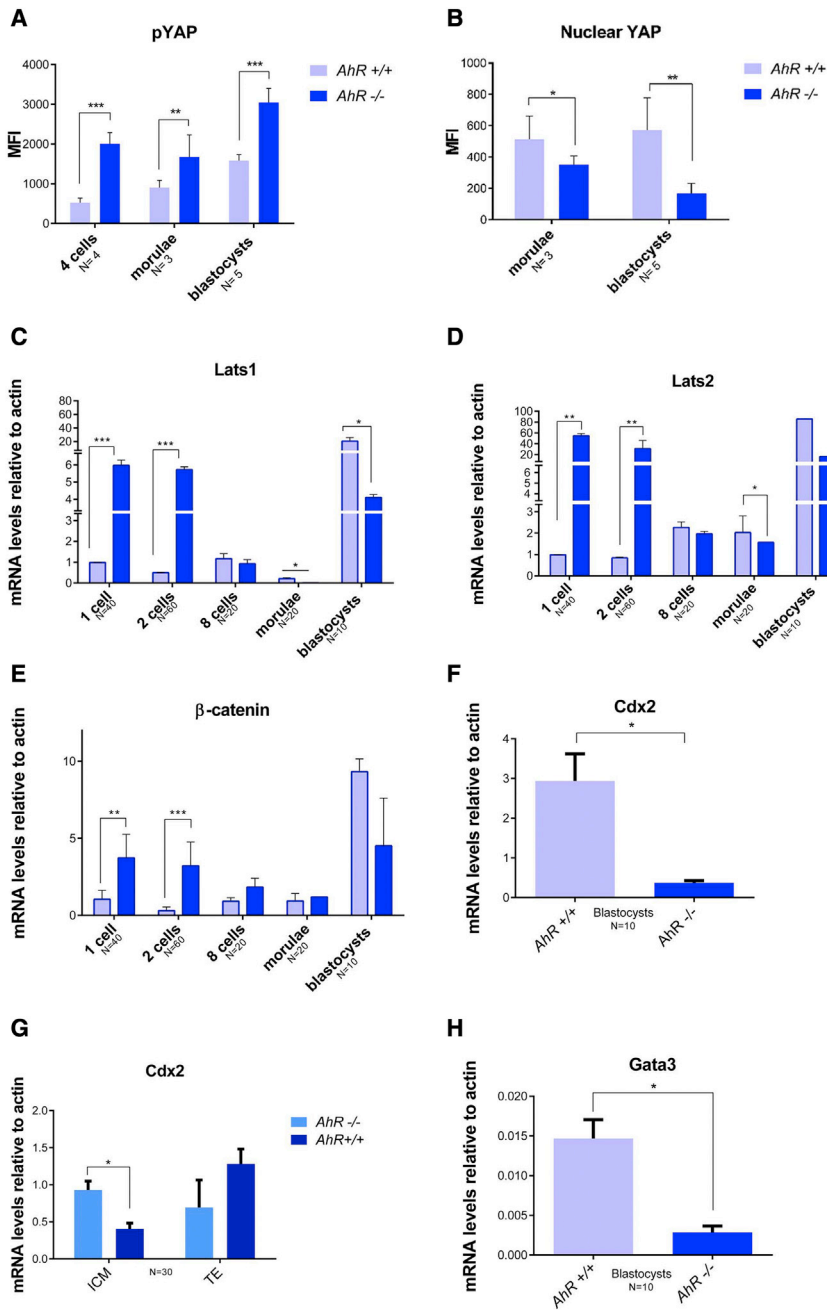 A
pYAP
AhR +/+
AhR -/-
MFI
4000
3000
2000
1000
0
***
**
***
4 cells
N= 4
morulae
N= 3
blastocysts
N= 5
B
Nuclear YAP
AhR +/+
AhR -/-
MFI
1000
800
600
400
200
0
*
**
morulae
N= 3
blastocysts
N= 5
C
Lats1
mRNA levels relative to actin
80
60
40
20
6
4
3
2
1
0
***
***
*
*
1 cell
N=40
2 cells
N=60
8 cells
N=20
morulae
N=20
blastocysts
N=10
D
Lats2
mRNA levels relative to actin
100
80
60
40
20
10
8
6
4
3
2
1
0
**
**
*
1 cell
N=40
2 cells
N=60
8 cells
N=20
morulae
N=20
blastocysts
N=10
E
β-catenin
mRNA levels relative to actin
10
5
0
**
***
1 cell
N=40
2 cells
N=60
8 cells
N=20
morulae
N=20
blastocysts
N=10
F
Cdx2
mRNA levels relative to actin
4
3
2
1
0
*
AhR +/+
Blastocysts
N=10
AhR -/-
G
Cdx2
AhR -/-
AhR+/+
mRNA levels relative to actin
2.0
1.5
1.0
0.5
0.0
*
ICM
N=30
TE
H
Gata3
mRNA levels relative to actin
0.020
0.015
0.010
0.005
0.000
*
AhR +/+
Blastocysts
N=10
AhR -/-